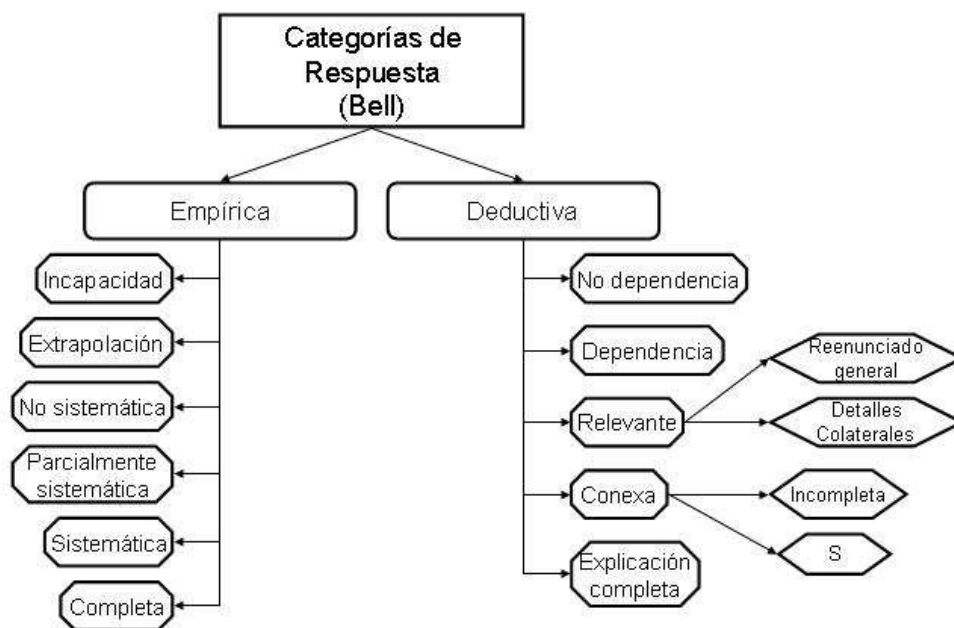 Categorías de
Respuesta
(Bell)
Empírica
Deductiva
Incapacidad
Extrapolación
No sistemática
Parcialmente
sistemática
Sistemática
Completa
No dependencia
Dependencia
Relevante
Conexa
Explicación
completa
Reenunciado
general
Detalles
Colaterales
Incompleta
S